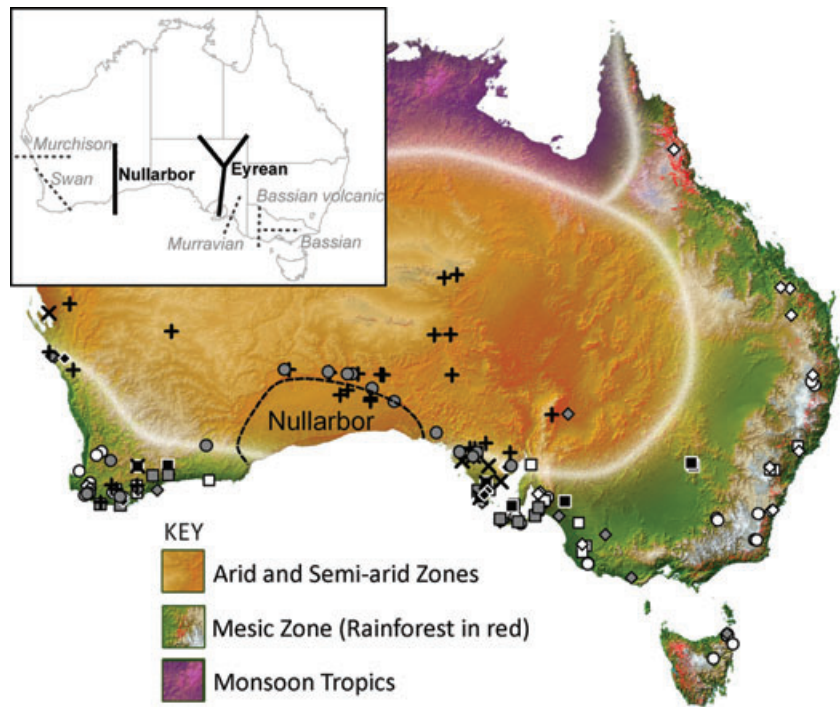 Murchison
Swan
Nullarbor
Eyrean
Bassian volcanic
Murravian
Bassian
Nullarbor
KEY
Arid and Semi-arid Zones
Mesic Zone (Rainforest in red)
Monsoon Tropics